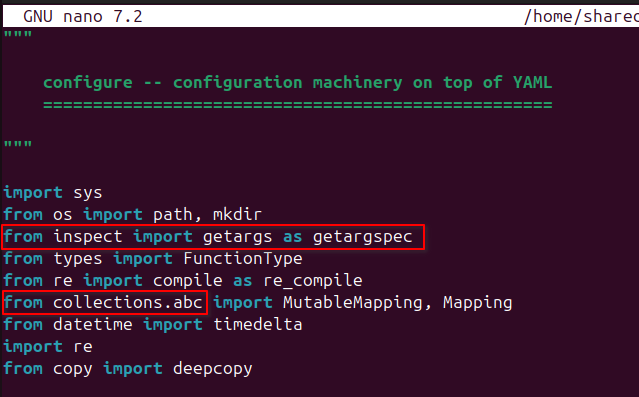 GNU nano 7.2 /home/shared
"""
configure -- configuration machinery on top of YAML
===================================================
"""
import sys
from os import path, mkdir
from inspect import getargs as getargspec
from types import FunctionType
from re import compile as re_compile
from collections.abc import MutableMapping, Mapping
from datetime import timedelta
import re
from copy import deepcopy